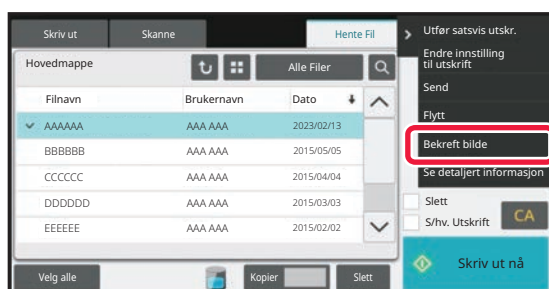 Skriv ut
Skanne
Hente Fil
Hovedmappe
Alle Filer
Filnavn
Brukernavn
Dato
AAAAAA
AAA AAA
2023/02/13
BBBBBB
AAA AAA
2015/05/05
CCCCCC
AAA AAA
2015/04/04
DDDDDD
AAA AAA
2015/03/03
EEEEEE
AAA AAA
2015/02/02
Velg alle
Kopier
Slett
Utfør satsvis utskr.
Endre innstilling
til utskrift
Send
Flytt
Bekreft bilde
Se detaljert informasjon
Slett
S/hv. Utskrift
CA
Skriv ut nå